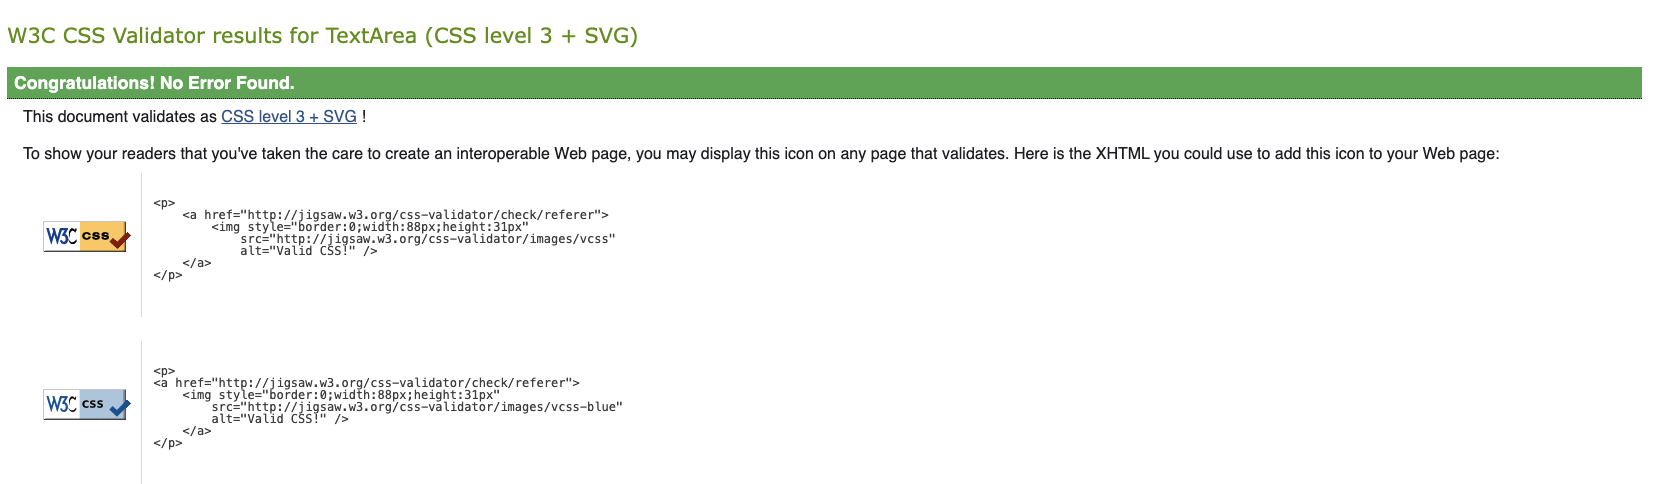 W3C CSS Validator results for TextArea (CSS level 3 + SVG)
Congratulations! No Error Found.
This document validates as CSS level 3 + SVG !
To show your readers that you've taken the care to create an interoperable Web page, you may display this icon on any page that validates. Here is the XHTML you could use to add this icon to your Web page:
W3C css
<p>
    <a href="http://jigsaw.w3.org/css-validator/check/referer">
        <img style="border:0;width:88px;height:31px"
            src="http://jigsaw.w3.org/css-validator/images/vcss"
            alt="Valid CSS!" />
    </a>
</p>
W3C css
<p>
<a href="http://jigsaw.w3.org/css-validator/check/referer">
    <img style="border:0;width:88px;height:31px"
        src="http://jigsaw.w3.org/css-validator/images/vcss-blue"
        alt="Valid CSS!" />
    </a>
</p>